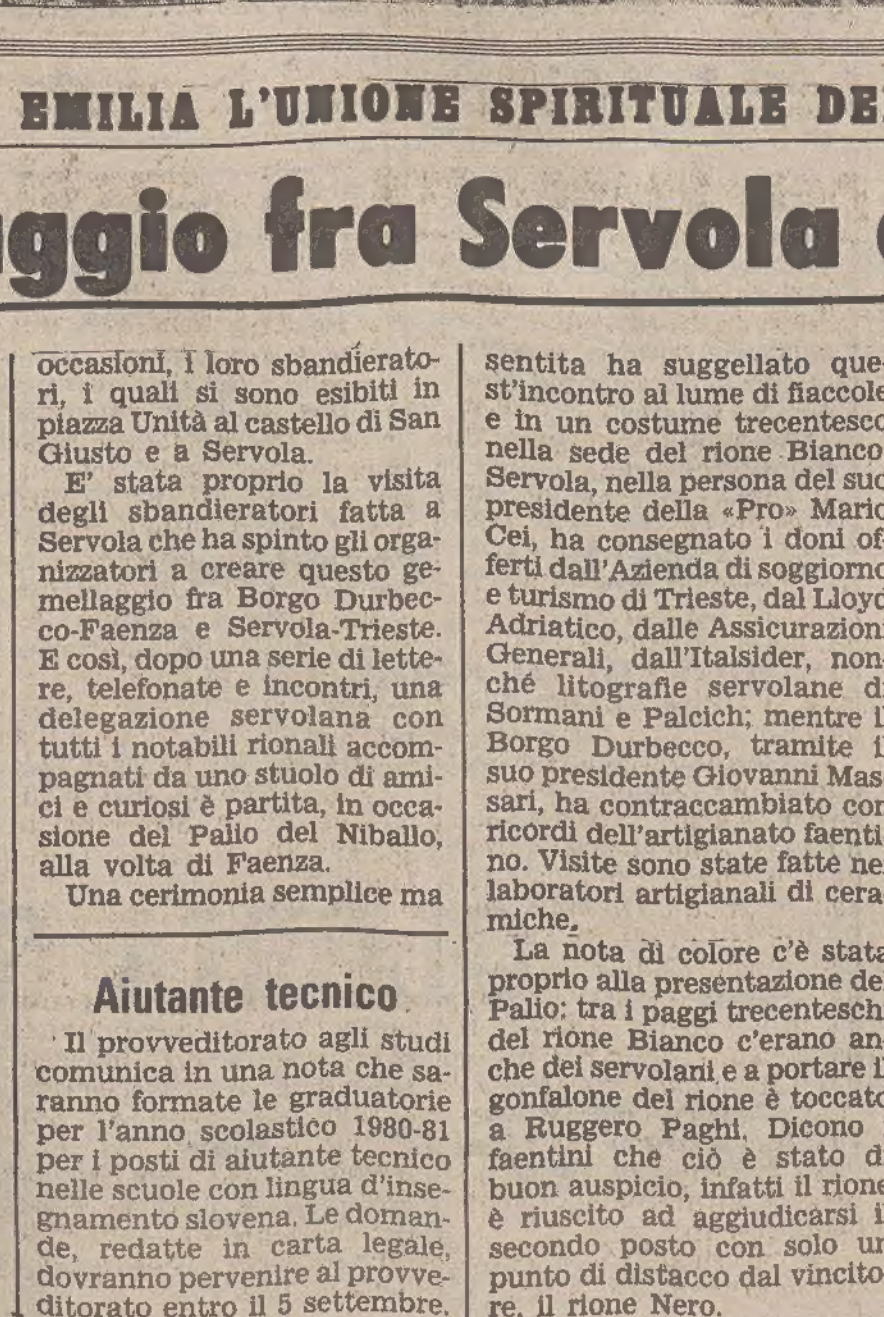 EMILIA L'UNIONE SPIRITUALE DE
ggio fra Servola
occasioni, i loro sbandierato-
ri, i quali si sono esibiti in
piazza Unità al castello di San
Giusto e a Servola.
E' stata proprio la visita
degli sbandieratori fatta a
Servola che ha spinto gli orga-
nizzatori a creare questo ge-
mellaggio fra Borgo Durbec-
co-Faenza e Servola-Trieste.
E così, dopo una serie di lette-
re, telefonate e incontri, una
delegazione servolana con
tutti i notabili rionali accom-
pagnati da uno stuolo di ami-
ci e curiosi è partita, in occa-
sione del Palio del Niballo,
alla volta di Faenza.
Una cerimonia semplice ma
Aiutante tecnico
Il provveditorato agli studi
comunica in una nota che sa-
ranno formate le graduatorie
per l'anno scolastico 1980-81
per i posti di aiutante tecnico
nelle scuole con lingua d'inse-
gnamento slovena. Le doman-
de, redatte in carta legale,
dovranno pervenire al provve-
ditorato entro il 5 settembre.
sentita ha suggellato que-
st'incontro al lume di fiaccole
e in un costume trecentesco
nella sede del rione Bianco
Servola, nella persona del suo
presidente della «Pro» Mario
Cei, ha consegnato i doni of-
ferti dall'Azienda di soggiorno
e turismo di Trieste, dal Lloyd
Adriatico, dalle Assicurazioni
Generali, dall'Italsider, non-
ché litografie servolane di
Sormani e Palcich; mentre il
Borgo Durbecco, tramite il
suo presidente Giovanni Mas-
sari, ha contraccambiato con
ricordi dell'artigianato faenti-
no. Visite sono state fatte nei
laboratori artigianali di cera-
miche.
La nota di colore c'è stata
proprio alla presentazione del
Palio: tra i paggi trecenteschi
del rione Bianco c'erano an-
che dei servolani e a portare il
gonfalone del rione è toccato
a Ruggero Paghi. Dicono i
faentini che ciò è stato di
buon auspicio, infatti il rione
è riuscito ad aggiudicarsi il
secondo posto con solo un
punto di distacco dal vincito-
re, il rione Nero.